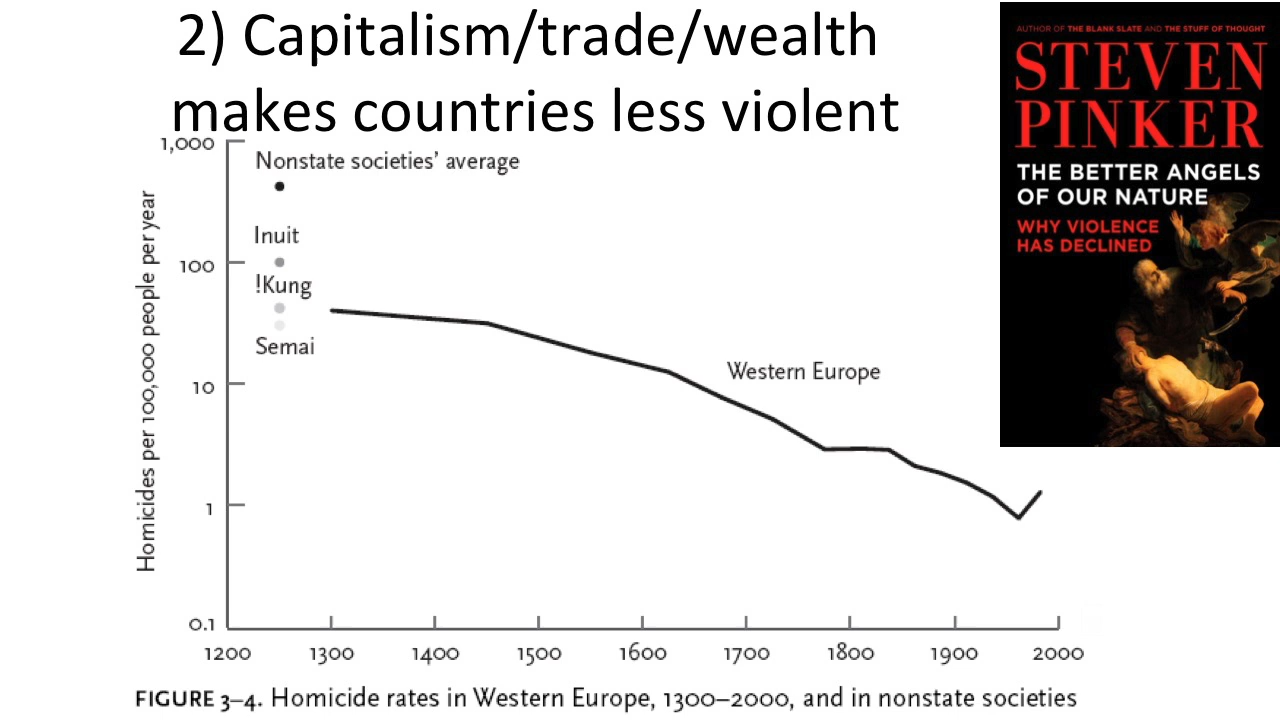 2) Capitalism/trade/wealth
makes countries less violent
AUTHOR OF THE BLANK SLATE AND THE STUFF OF THOUGHT
STEVEN
PINKER
THE BETTER ANGELS
OF OUR NATURE
WHY VIOLENCE
HAS DECLINED
Homicides per 100,000 people per year
1,000
100
10
1
0.1
Nonstate societies’ average
Inuit
!Kung
Semai
Western Europe
1200 1300 1400 1500 1600 1700 1800 1900 2000
FIGURE 3–4. Homicide rates in Western Europe, 1300–2000, and in nonstate societies